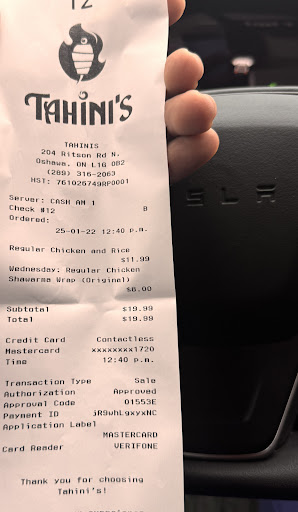 12
TAHINI'S
TAHINIS
204 Ritson Rd N.
Oshawa, ON L1G 0B2
(289) 316-2063
HST: 761026749RP0001
Server: CASH AM 1
Check #12 B
Ordered:
25-01-22 12:40 p.m.
Regular Chicken and Rice
$11.99
Wednesday: Regular Chicken
Shawarma Wrap (Original)
$8.00
Subtotal $19.99
Total $19.99
Credit Card Contactless
Mastercard xxxxxxxx1720
Time 12:40 p.m.
Transaction Type Sale
Authorization Approved
Approval Code 01553E
Payment ID jR9whLgxyxNC
Application Label
MASTERCARD
Card Reader VERIFONE
Thank you for choosing
Tahini's!
SLA